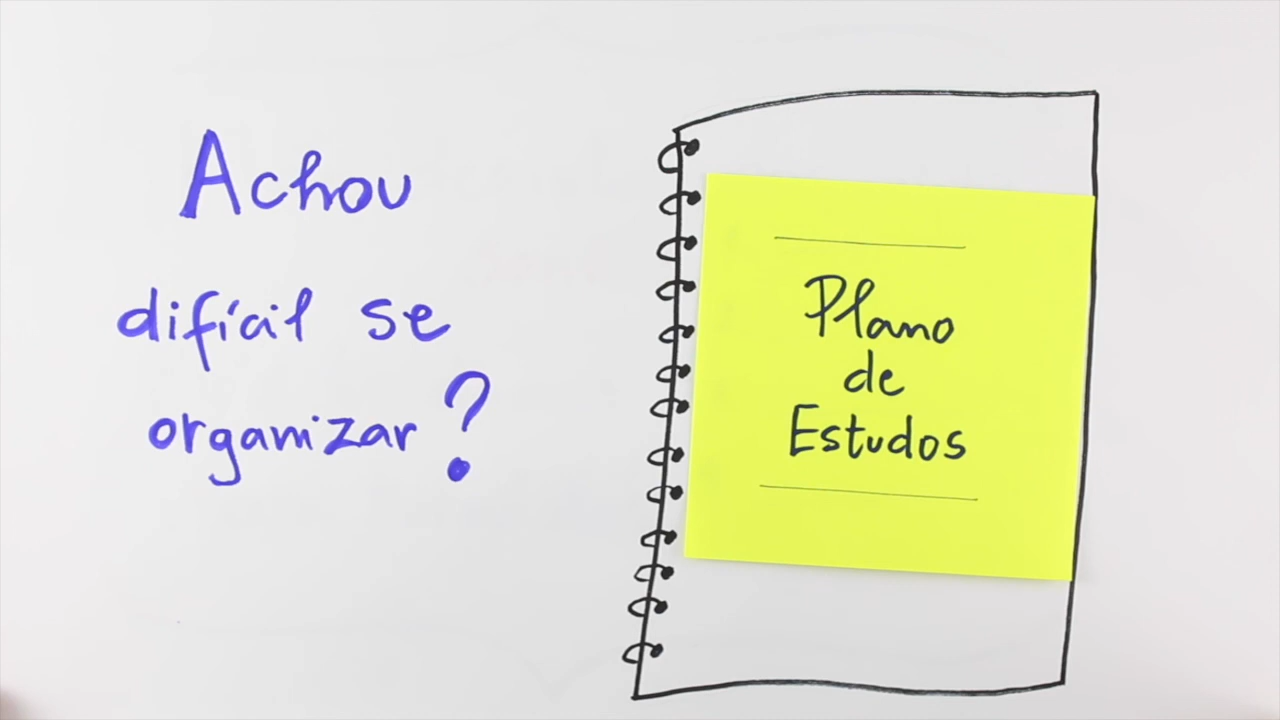 Achou
difícil se
organizar?
Plano
de
Estudos